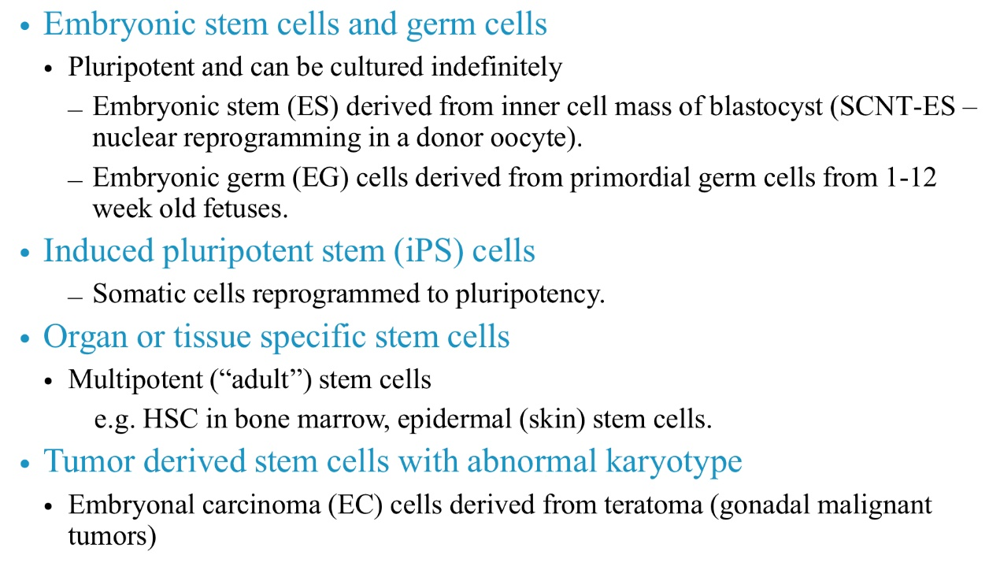 • Embryonic stem cells and germ cells
• Pluripotent and can be cultured indefinitely
– Embryonic stem (ES) derived from inner cell mass of blastocyst (SCNT-ES –
nuclear reprogramming in a donor oocyte).
– Embryonic germ (EG) cells derived from primordial germ cells from 1-12
week old fetuses.
• Induced pluripotent stem (iPS) cells
– Somatic cells reprogrammed to pluripotency.
• Organ or tissue specific stem cells
• Multipotent (“adult”) stem cells
e.g. HSC in bone marrow, epidermal (skin) stem cells.
• Tumor derived stem cells with abnormal karyotype
• Embryonal carcinoma (EC) cells derived from teratoma (gonadal malignant
tumors)